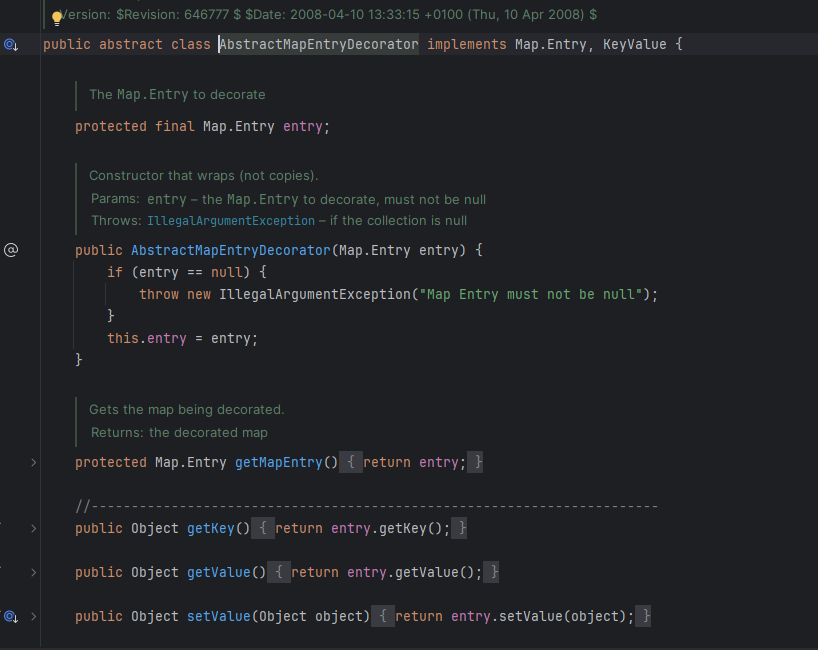 Version: $Revision: 646777 $ $Date: 2008-04-10 13:33:15 +0100 (Thu, 10 Apr 2008) $
public abstract class AbstractMapEntryDecorator implements Map.Entry, KeyValue {
The Map.Entry to decorate
protected final Map.Entry entry;
Constructor that wraps (not copies).
Params: entry – the Map.Entry to decorate, must not be null
Throws: IllegalArgumentException – if the collection is null
public AbstractMapEntryDecorator(Map.Entry entry) {
if (entry == null) {
throw new IllegalArgumentException("Map Entry must not be null");
}
this.entry = entry;
}
Gets the map being decorated.
Returns: the decorated map
protected Map.Entry getMapEntry() { return entry; }
//-----------------------------------------------------------------------
public Object getKey() { return entry.getKey(); }
public Object getValue() { return entry.getValue(); }
public Object setValue(Object object) { return entry.setValue(object); }